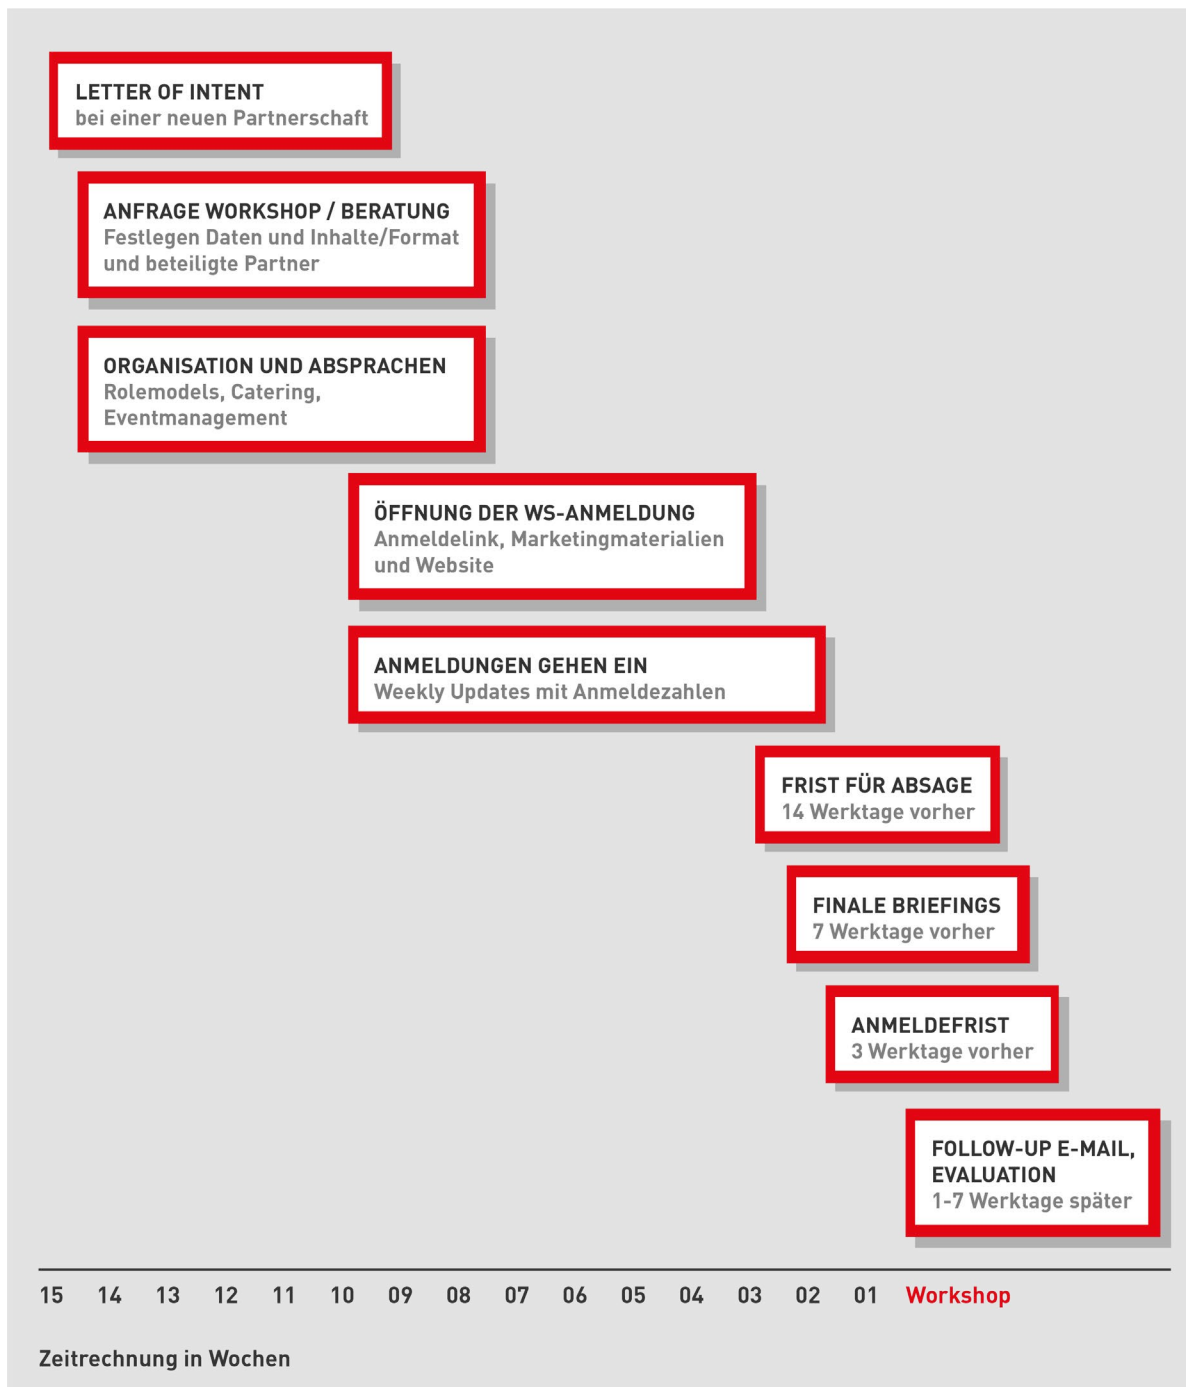 LETTER OF INTENT
bei einer neuen Partnerschaft
ANFRAGE WORKSHOP / BERATUNG
Festlegen Daten und Inhalte/Format
und beteiligte Partner
ORGANISATION UND ABSPRACHEN
Rolemodels, Catering,
Eventmanagement
ÖFFNUNG DER WS-ANMELDUNG
Anmeldelink, Marketingmaterialien
und Website
ANMELDUNGEN GEHEN EIN
Weekly Updates mit Anmeldezahlen
FRIST FÜR ABSAGE
14 Werktage vorher
FINALE BRIEFINGS
7 Werktage vorher
ANMELDEFRIST
3 Werktage vorher
FOLLOW-UP E-MAIL,
EVALUATION
1-7 Werktage später
15 14 13 12 11 10 09 08 07 06 05 04 03 02 01 Workshop
Zeitrechnung in Wochen